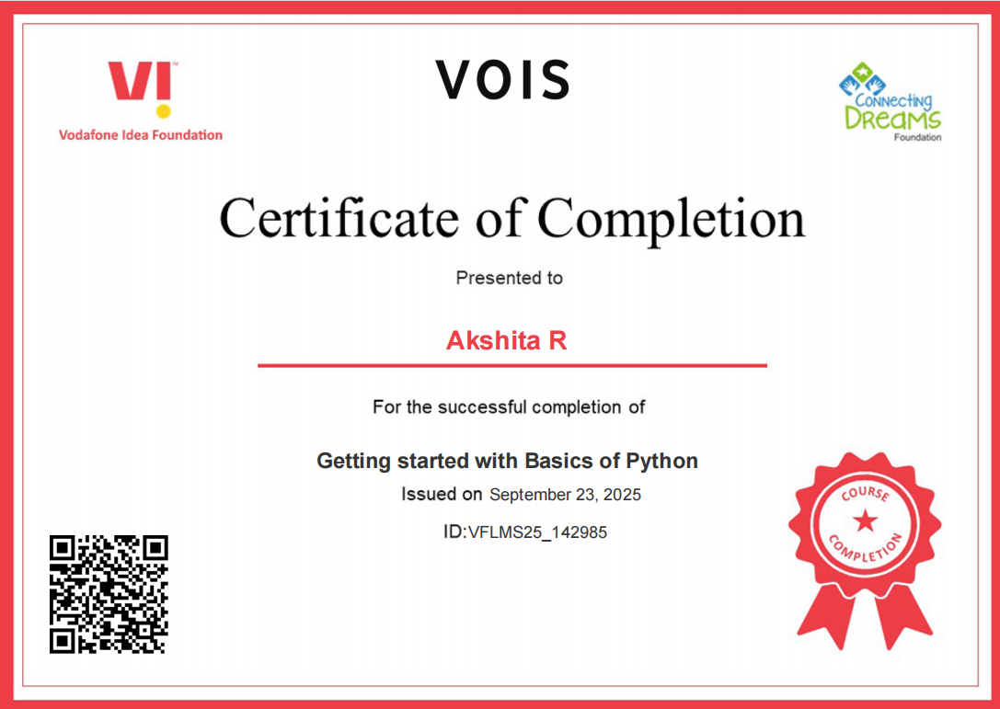 VI™
Vodafone Idea Foundation
VOIS
Connecting
Dreams
Foundation
Certificate of Completion
Presented to
Akshita R
For the successful completion of
Getting started with Basics of Python
Issued on September 23, 2025
ID:VFLMS25_142985
COURSE
COMPLETION